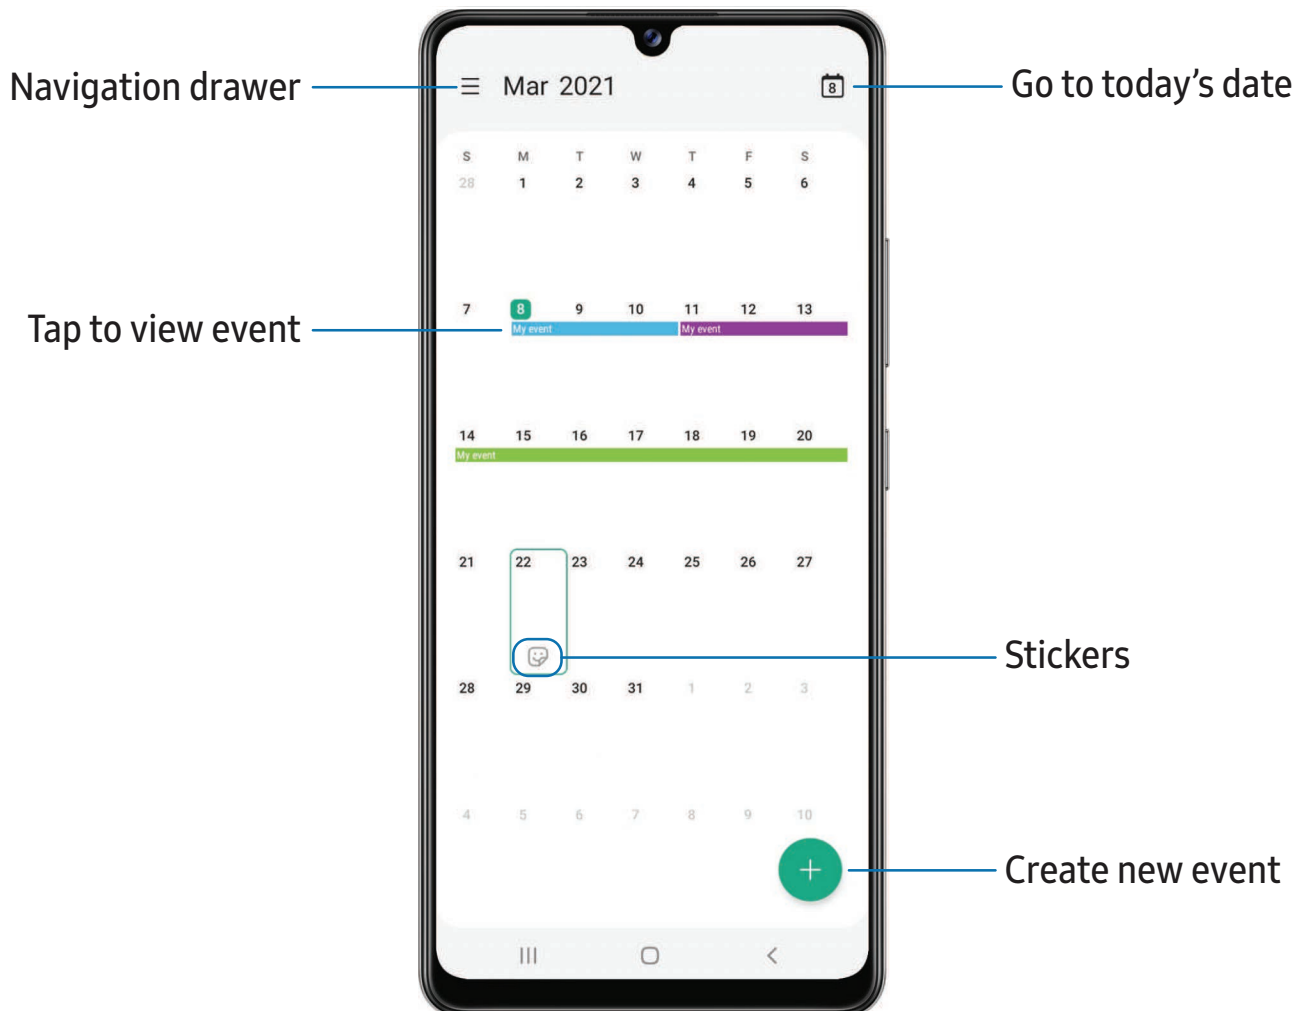 Navigation drawer
Mar 2021
8
Go to today's date
S M T W T F S
28 1 2 3 4 5 6
Tap to view event
7 8 9 10 11 12 13
My event My event
14 15 16 17 18 19 20
My event
21 22 23 24 25 26 27
Stickers
28 29 30 31 1 2 3
4 5 6 7 8 9 10
Create new event